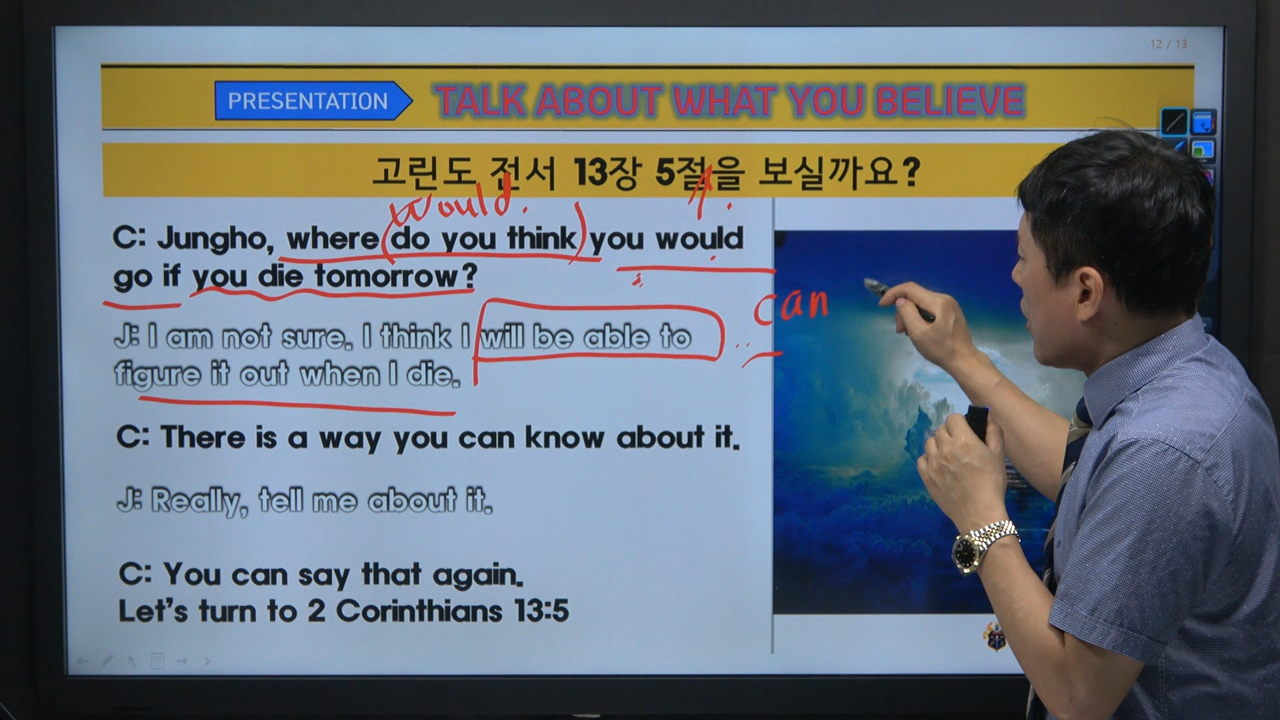 12 / 13
PRESENTATION
TALK ABOUT WHAT YOU BELIEVE
고린도 전서 13장 5절을 보실까요?
would.
C: Jungho, where (do you think) you would
go if you die tomorrow?
can
J: I am not sure. I think I will be able to
figure it out when I die.
C: There is a way you can know about it.
J: Really, tell me about it.
C: You can say that again.
Let's turn to 2 Corinthians 13:5